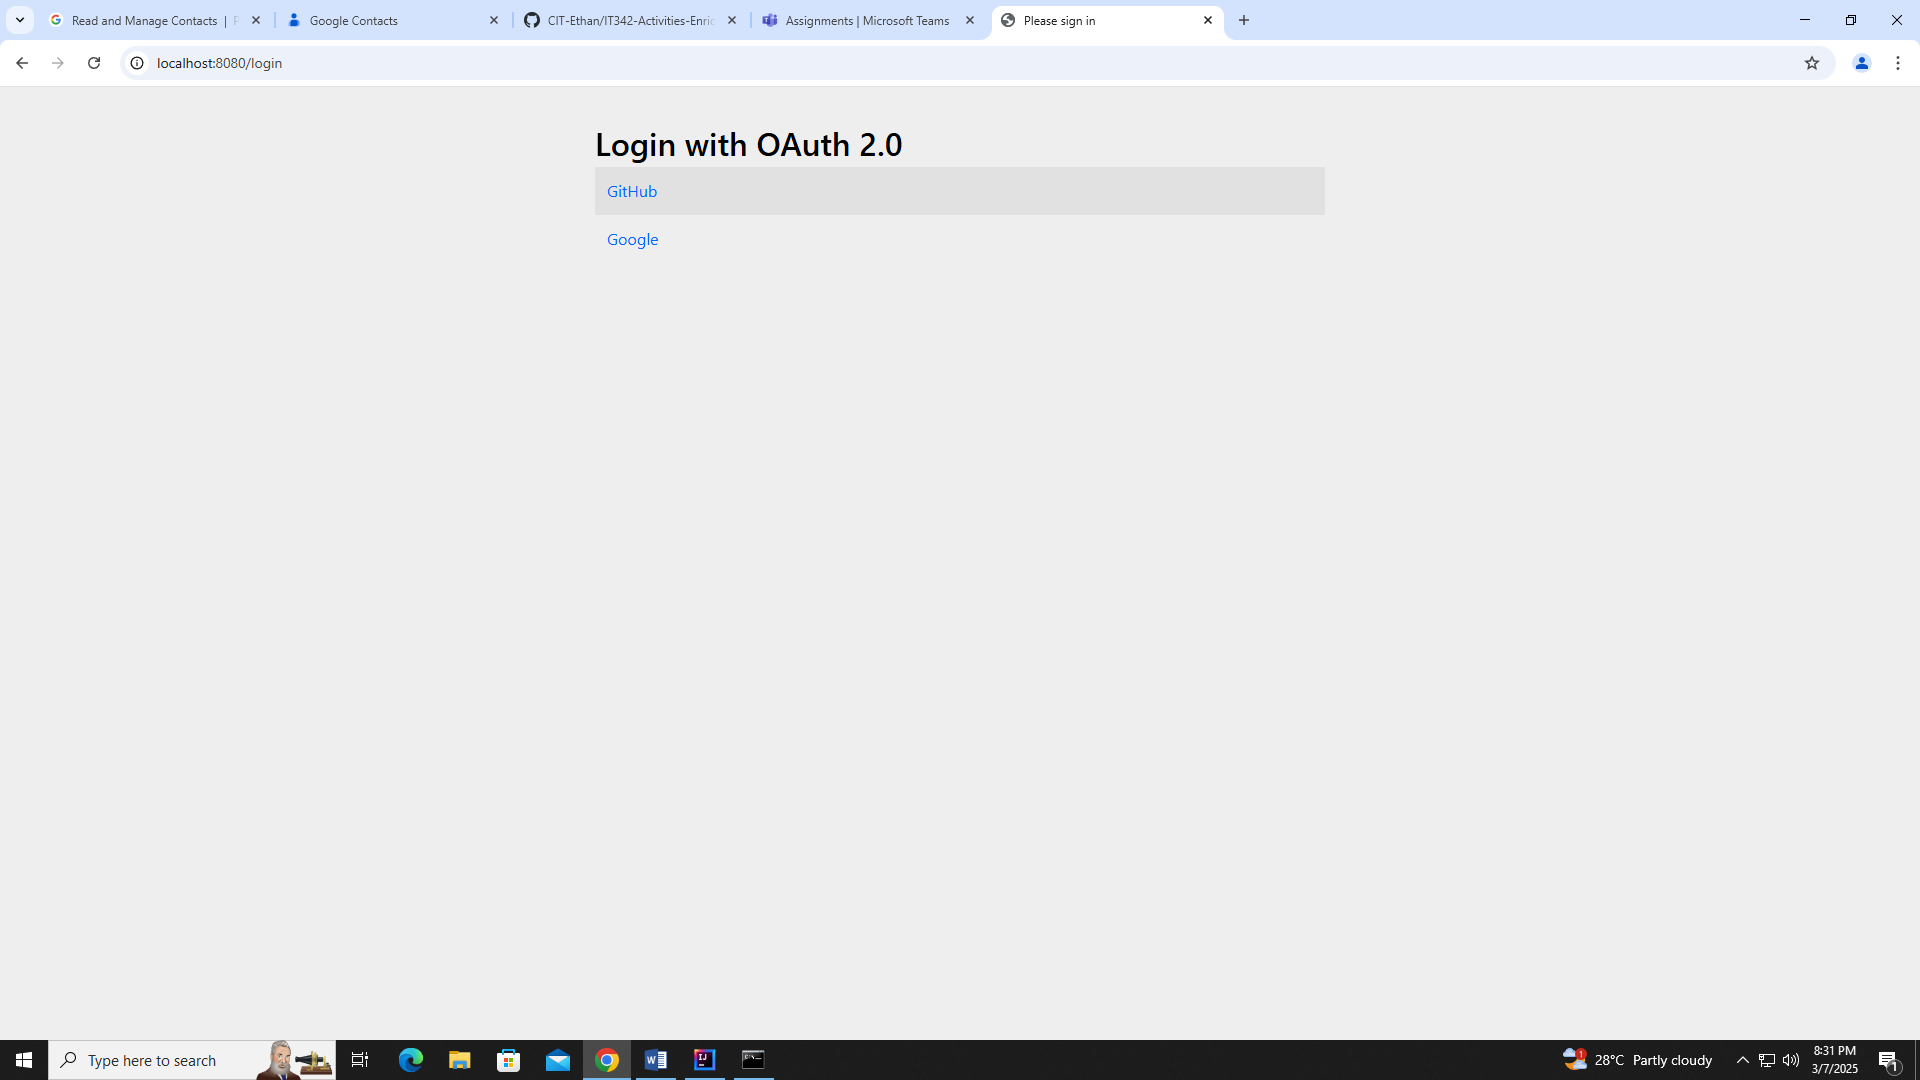 Read and Manage Contacts | P
Google Contacts
CIT-Ethan/IT342-Activities-Enric
Assignments | Microsoft Teams
Please sign in
localhost:8080/login
Login with OAuth 2.0
GitHub
Google
Type here to search
1
28°C Partly cloudy
8:31 PM
3/7/2025
1